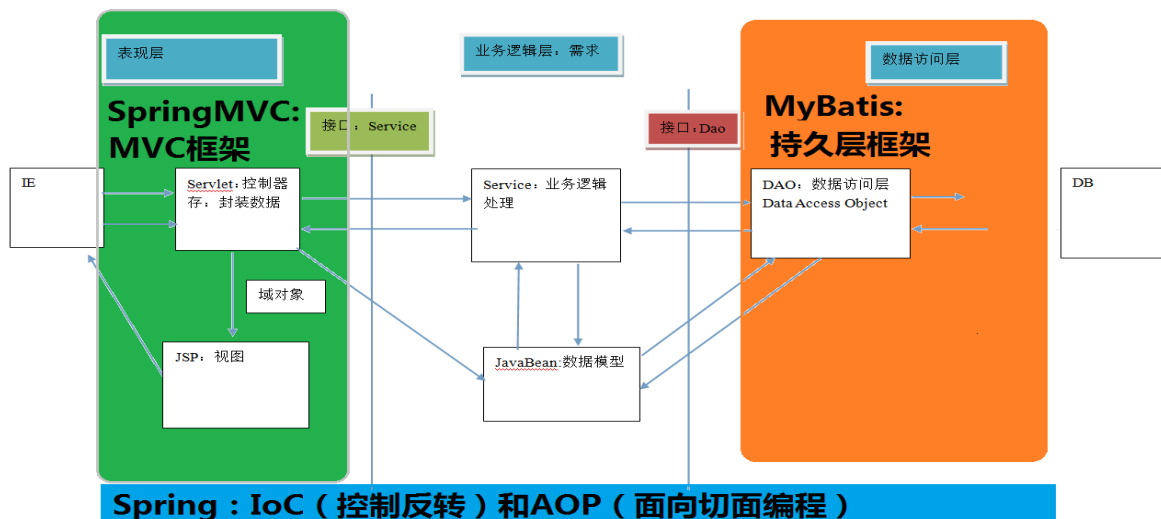 表现层
业务逻辑层：需求
数据访问层
SpringMVC:
MVC框架
接口：Service
接口：Dao
MyBatis:
持久层框架
IE
Servlet：控制器
存：封装数据
Service：业务逻辑
处理
DAO：数据访问层
Data Access Object
DB
域对象
JSP：视图
JavaBean:数据模型
Spring：IoC（控制反转）和AOP（面向切面编程）